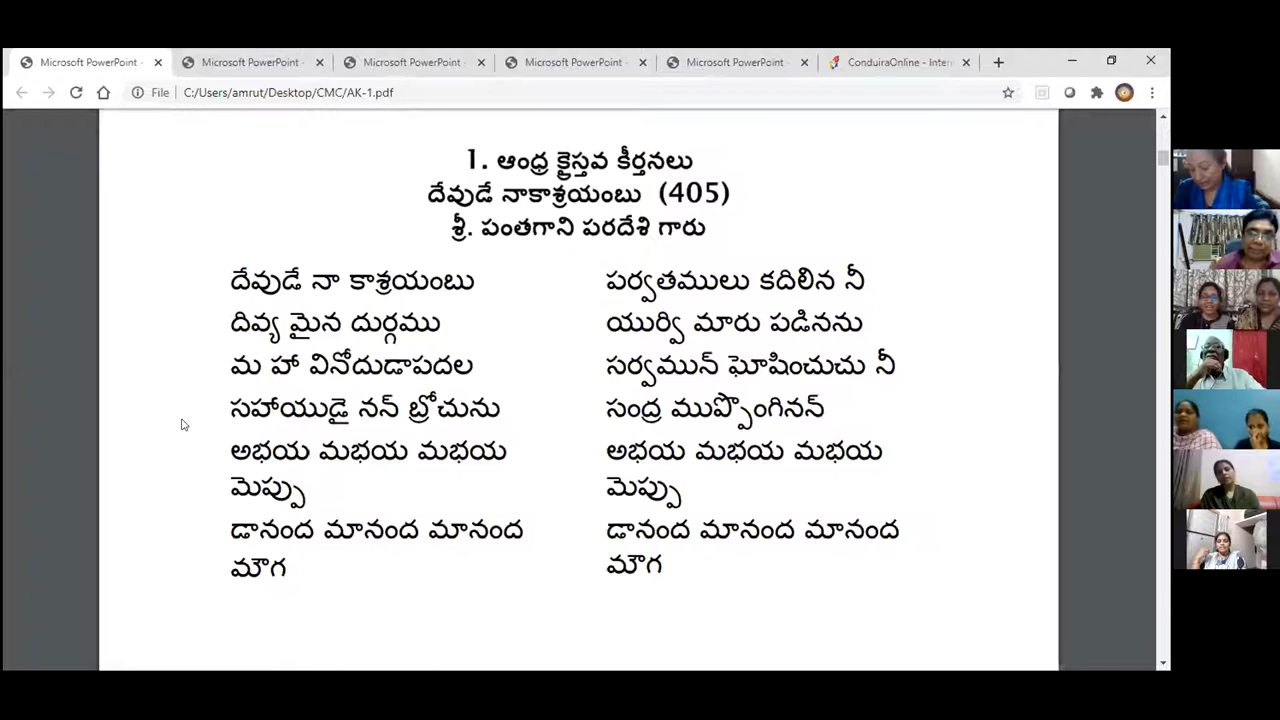 Microsoft PowerPoint -
Microsoft PowerPoint -
Microsoft PowerPoint -
Microsoft PowerPoint -
Microsoft PowerPoint -
ConduiraOnline - Inter
File
C:/Users/amrut/Desktop/CMC/AK-1.pdf
1. ఆంధ్ర క్రైస్తవ కీర్తనలు
దేవుడే నాకాశ్రయంబు (405)
శ్రీ. పంతగాని పరదేశి గారు
దేవుడే నా కాశ్రయంబు
దివ్య మైన దుర్గము
మ హా వినోదుడాపదల
సహాయుడై నన్ బ్రోచును
అభయ మభయ మభయ
మెప్పు
డానంద మానంద మానంద
మౌగ
పర్వతములు కదిలిన నీ
యుర్వి మారు పడినను
సర్వమున్ ఘోషించుచు నీ
సంద్ర ముప్పొంగినన్
అభయ మభయ మభయ
మెప్పు
డానంద మానంద మానంద
మౌగ